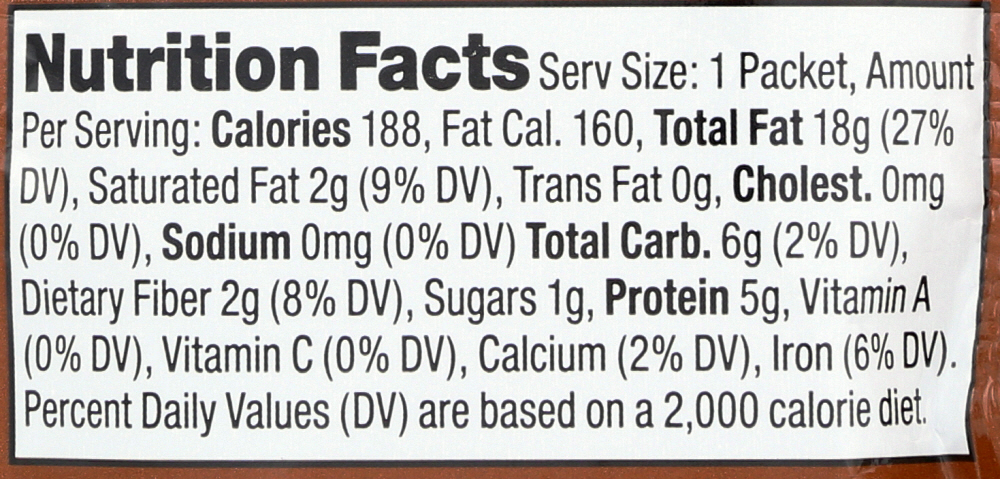 Nutrition Facts Serv Size: 1 Packet, Amount
Per Serving: Calories 188, Fat Cal. 160, Total Fat 18g (27%
DV), Saturated Fat 2g (9% DV), Trans Fat 0g, Cholest. 0mg
(0% DV), Sodium 0mg (0% DV) Total Carb. 6g (2% DV),
Dietary Fiber 2g (8% DV), Sugars 1g, Protein 5g, Vitamin A
(0% DV), Vitamin C (0% DV), Calcium (2% DV), Iron (6% DV).
Percent Daily Values (DV) are based on a 2,000 calorie diet.